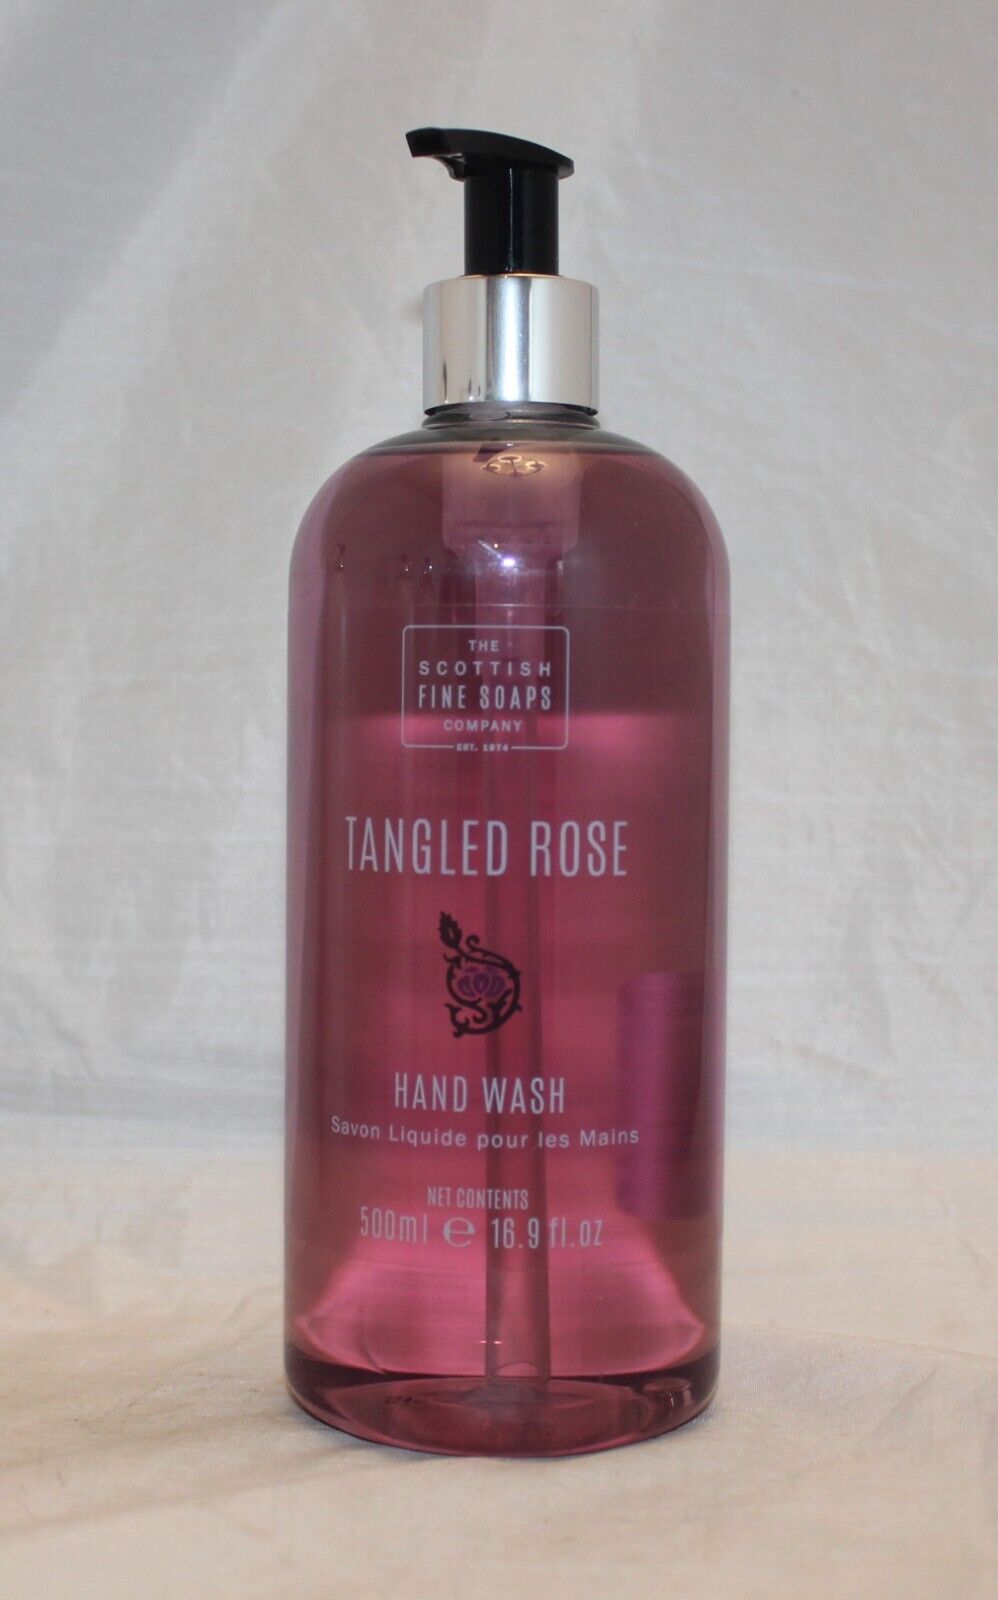 THE
SCOTTISH
FINE SOAPS
COMPANY
EST. 1974
TANGLED ROSE
HAND WASH
Savon Liquide pour les Mains
NET CONTENTS
500ml ℮ 16.9 fl.oz